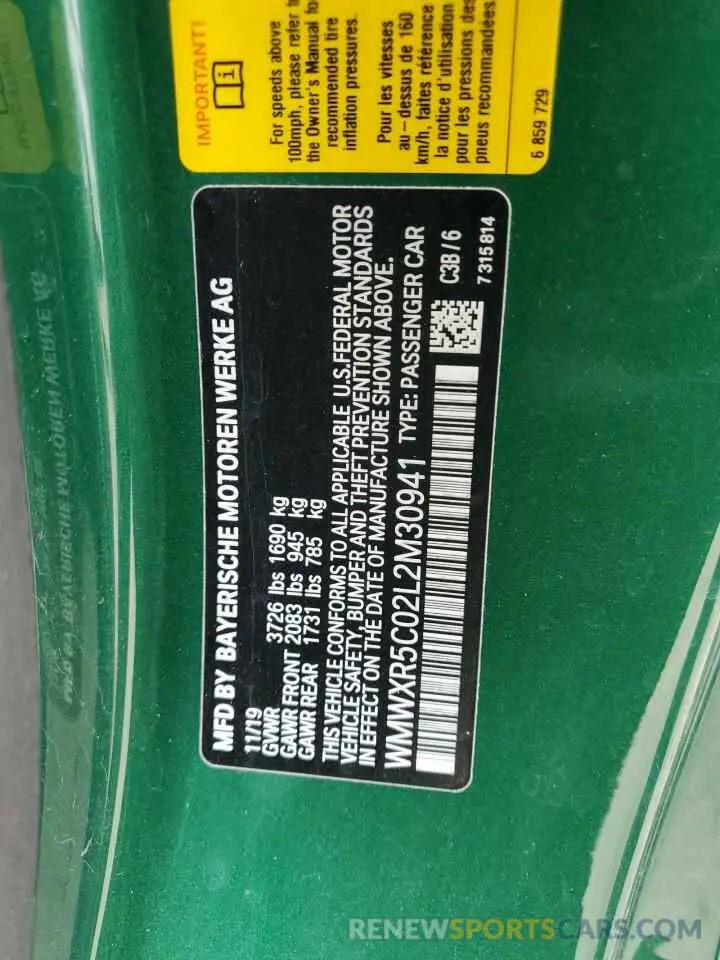 IMPORTANT!
For speeds above
100mph, please refer to
the Owner's Manual for
recommended tire
inflation pressures.
Pour les vitesses
au-dessus de 160
km/h, faites référence
la notice d'utilisation
pour les pressions des
pneus recommandées
6 859 729
MFD BY BAYERISCHE MOTOREN WERKE AG
11/19
GVWR 3726 lbs 1690 kg
GAWR FRONT 2083 lbs 945 kg
GAWR REAR 1731 lbs 785 kg
THIS VEHICLE CONFORMS TO ALL APPLICABLE U.S. FEDERAL MOTOR
VEHICLE SAFETY, BUMPER AND THEFT PREVENTION STANDARDS
IN EFFECT ON THE DATE OF MANUFACTURE SHOWN ABOVE.
WMWXR5C02L2M30941 TYPE: PASSENGER CAR
C3B / 6
7315814
RENEWSPORTSCARS.COM